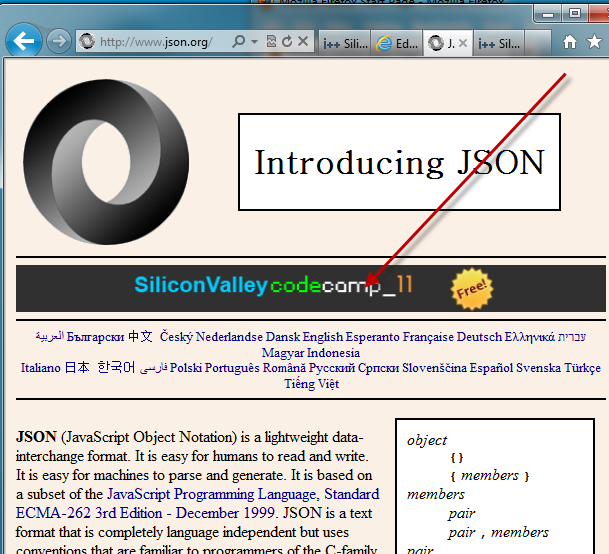 http://www.json.org/
j++ Sili...
Ed...
J...
j++ Sil...
Introducing JSON
SiliconValleycodecamp_11
Free!
العربية Български 中文 Český Nederlandse Dansk English Esperanto Française Deutsch Ελληνικά עברית
Magyar Indonesia
Italiano 日本 한국어 فارسی Polski Português Română Русский Српски Slovenščina Español Svenska Türkçe
Tiếng Việt
JSON (JavaScript Object Notation) is a lightweight data-
interchange format. It is easy for humans to read and write.
It is easy for machines to parse and generate. It is based on
a subset of the JavaScript Programming Language, Standard
ECMA-262 3rd Edition - December 1999. JSON is a text
format that is completely language independent but uses
conventions that are familiar to programmers of the C-family
object
{}
{ members }
members
pair
pair , members
pair